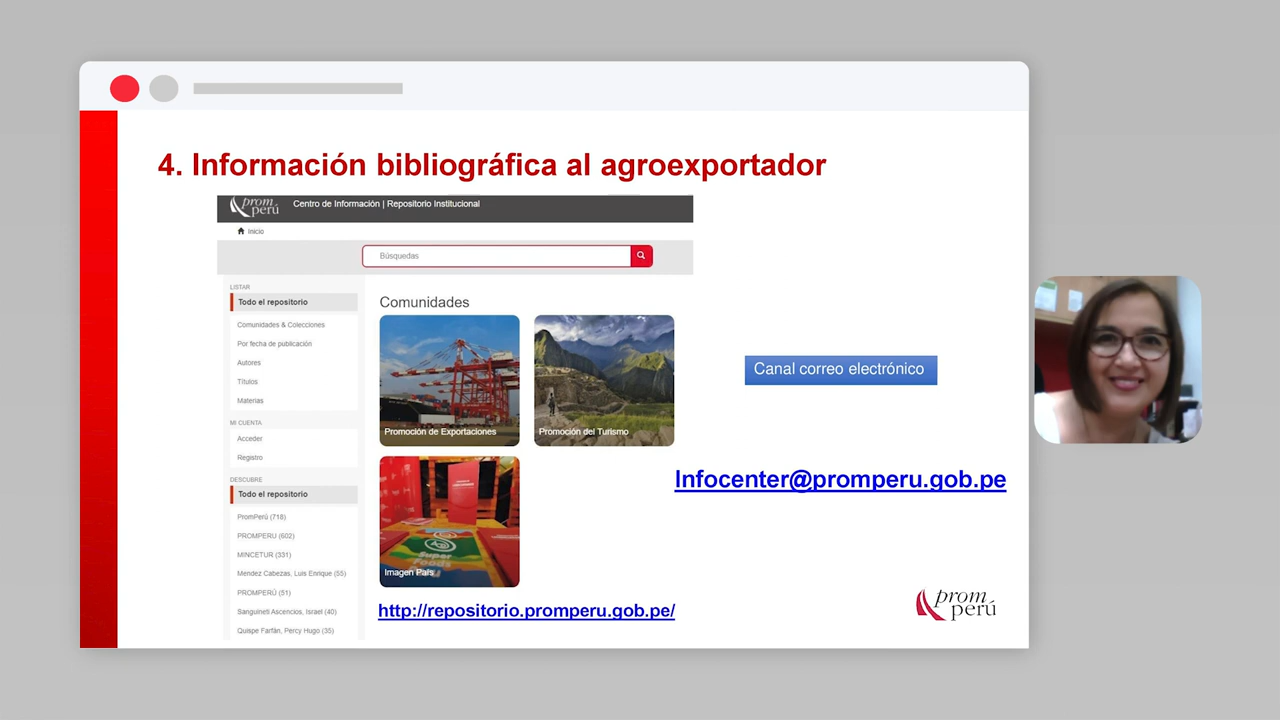 4. Información bibliográfica al agroexportador
prom
perú
Centro de Información | Repositorio Institucional
Inicio
Búsquedas
LISTAR
Todo el repositorio
Comunidades & Colecciones
Por fecha de publicación
Autores
Títulos
Materias
MI CUENTA
Acceder
Registro
DESCUBRE
Todo el repositorio
PromPerú (718)
PROMPERU (602)
MINCETUR (331)
Mendez Cabezas, Luis Enrique (55)
PROMPERÚ (51)
Sanguineti Ascencios, Israel (40)
Quispe Farfán, Percy Hugo (35)
Comunidades
Promoción de Exportaciones
Promoción del Turismo
Super
Foods
Imagen País
http://repositorio.promperu.gob.pe/
Canal correo electrónico
Infocenter@promperu.gob.pe
prom
perú